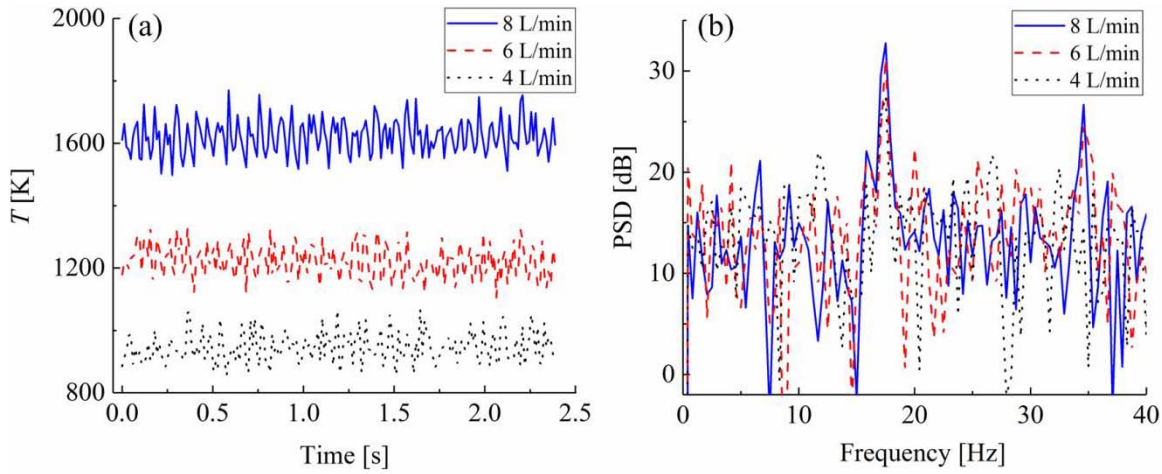 (a)
8 L/min
6 L/min
4 L/min
2000
1600
1200
800
T [K]
0.0 0.5 1.0 1.5 2.0 2.5
Time [s]
(b)
8 L/min
6 L/min
4 L/min
30
20
10
0
PSD [dB]
0 10 20 30 40
Frequency [Hz]